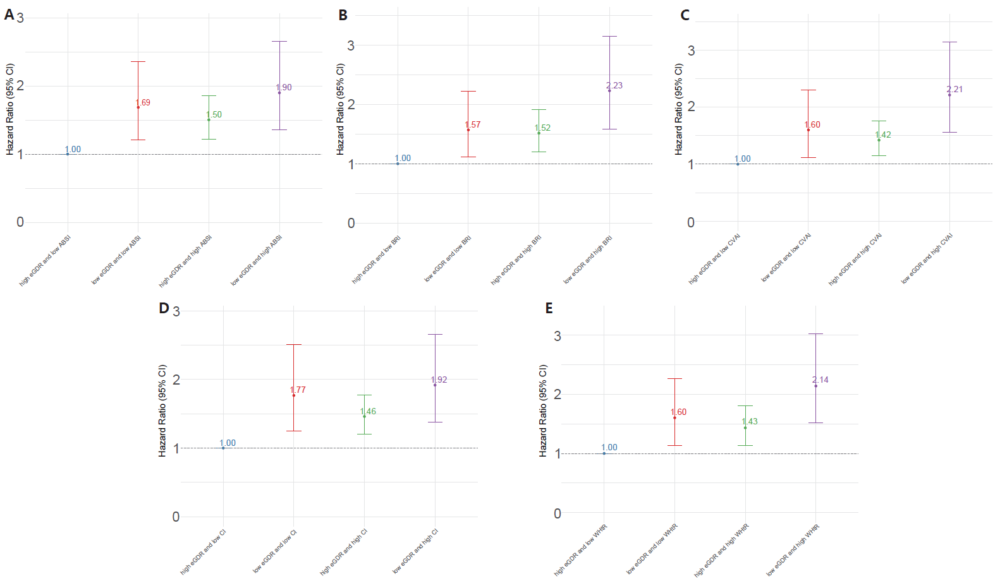 A
3
2
1
0
Hazard Ratio (95% CI)
1.00
1.69
1.50
1.90
high eGDR and low ABSI
low eGDR and low ABSI
high eGDR and high ABSI
low eGDR and high ABSI
B
3
2
1
0
Hazard Ratio (95% CI)
1.00
1.57
1.52
2.23
high eGDR and low BRI
low eGDR and low BRI
high eGDR and high BRI
low eGDR and high BRI
C
3
2
1
0
Hazard Ratio (95% CI)
1.00
1.60
1.42
2.21
high eGDR and low CVAI
low eGDR and low CVAI
high eGDR and high CVAI
low eGDR and high CVAI
D
3
2
1
0
Hazard Ratio (95% CI)
1.00
1.77
1.46
1.92
high eGDR and low CI
low eGDR and low CI
high eGDR and high CI
low eGDR and high CI
E
3
2
1
0
Hazard Ratio (95% CI)
1.00
1.60
1.43
2.14
high eGDR and low WHtR
low eGDR and low WHtR
high eGDR and high WHtR
low eGDR and high WHtR